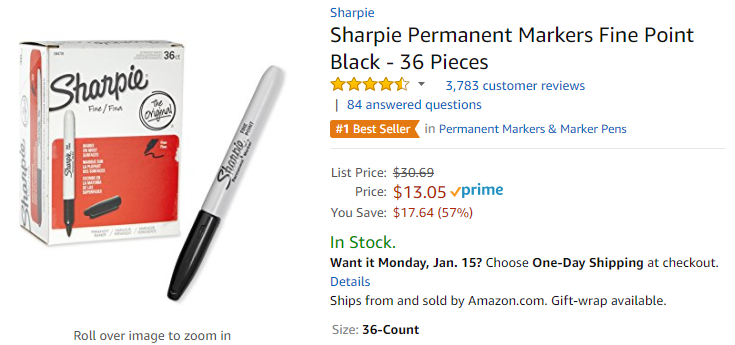 Sharpie
Sharpie Permanent Markers Fine Point
Black - 36 Pieces
3,783 customer reviews
| 84 answered questions
#1 Best Seller in Permanent Markers & Marker Pens
List Price: $30.69
Price: $13.05 prime
You Save: $17.64 (57%)
In Stock.
Want it Monday, Jan. 15? Choose One-Day Shipping at checkout.
Details
Ships from and sold by Amazon.com. Gift-wrap available.
Size: 36-Count
36ct
Sharpie
Fine/Fina
The Original
Sharpie
FINE POINT
Sharpie
Roll over image to zoom in